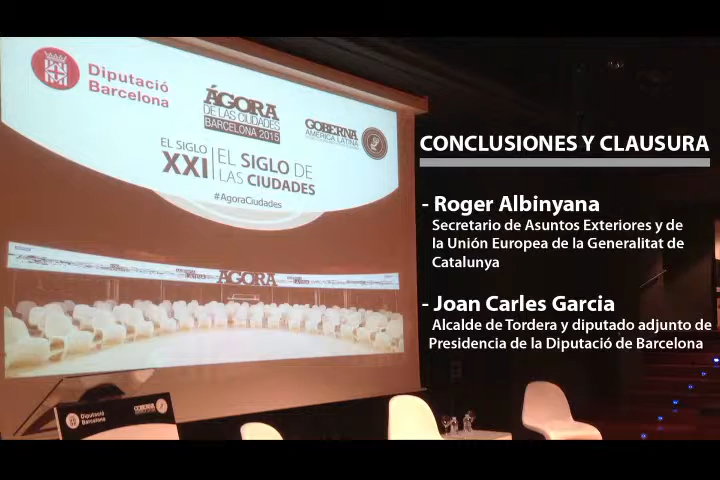 Diputació
Barcelona
ÁGORA
DE LAS CIUDADES
BARCELONA 2015
GOBERNA
AMÉRICA LATINA
EL SIGLO
XXI
EL SIGLO DE
LAS CIUDADES
#AgoraCiudades
ÁGORA
Diputació
Barcelona
CONCLUSIONES Y CLAUSURA
- Roger Albinyana
Secretario de Asuntos Exteriores y de
la Unión Europea de la Generalitat de
Catalunya
- Joan Carles Garcia
Alcalde de Tordera y diputado adjunto de
Presidencia de la Diputació de Barcelona